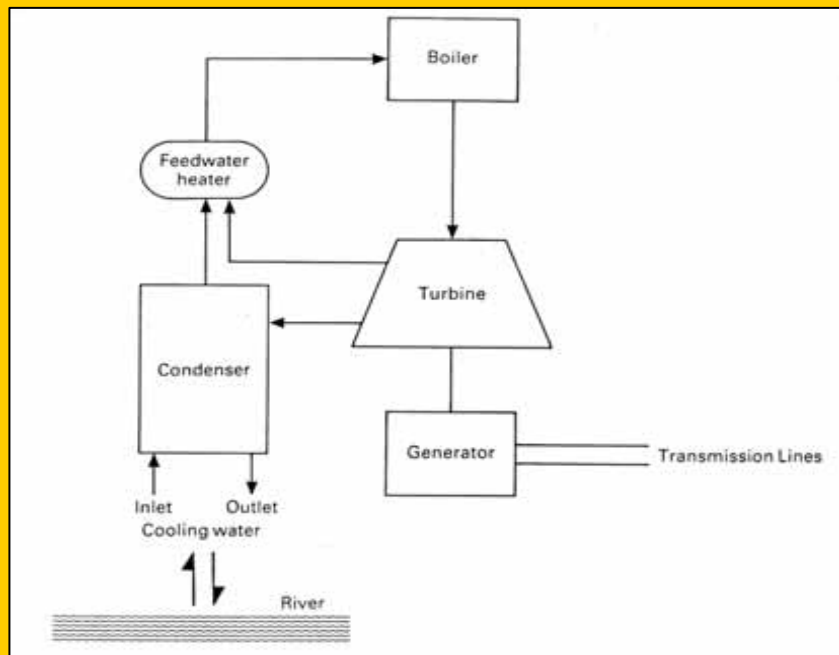 Boiler
Feedwater
heater
Turbine
Condenser
Generator
Transmission Lines
Inlet Outlet
Cooling water
River